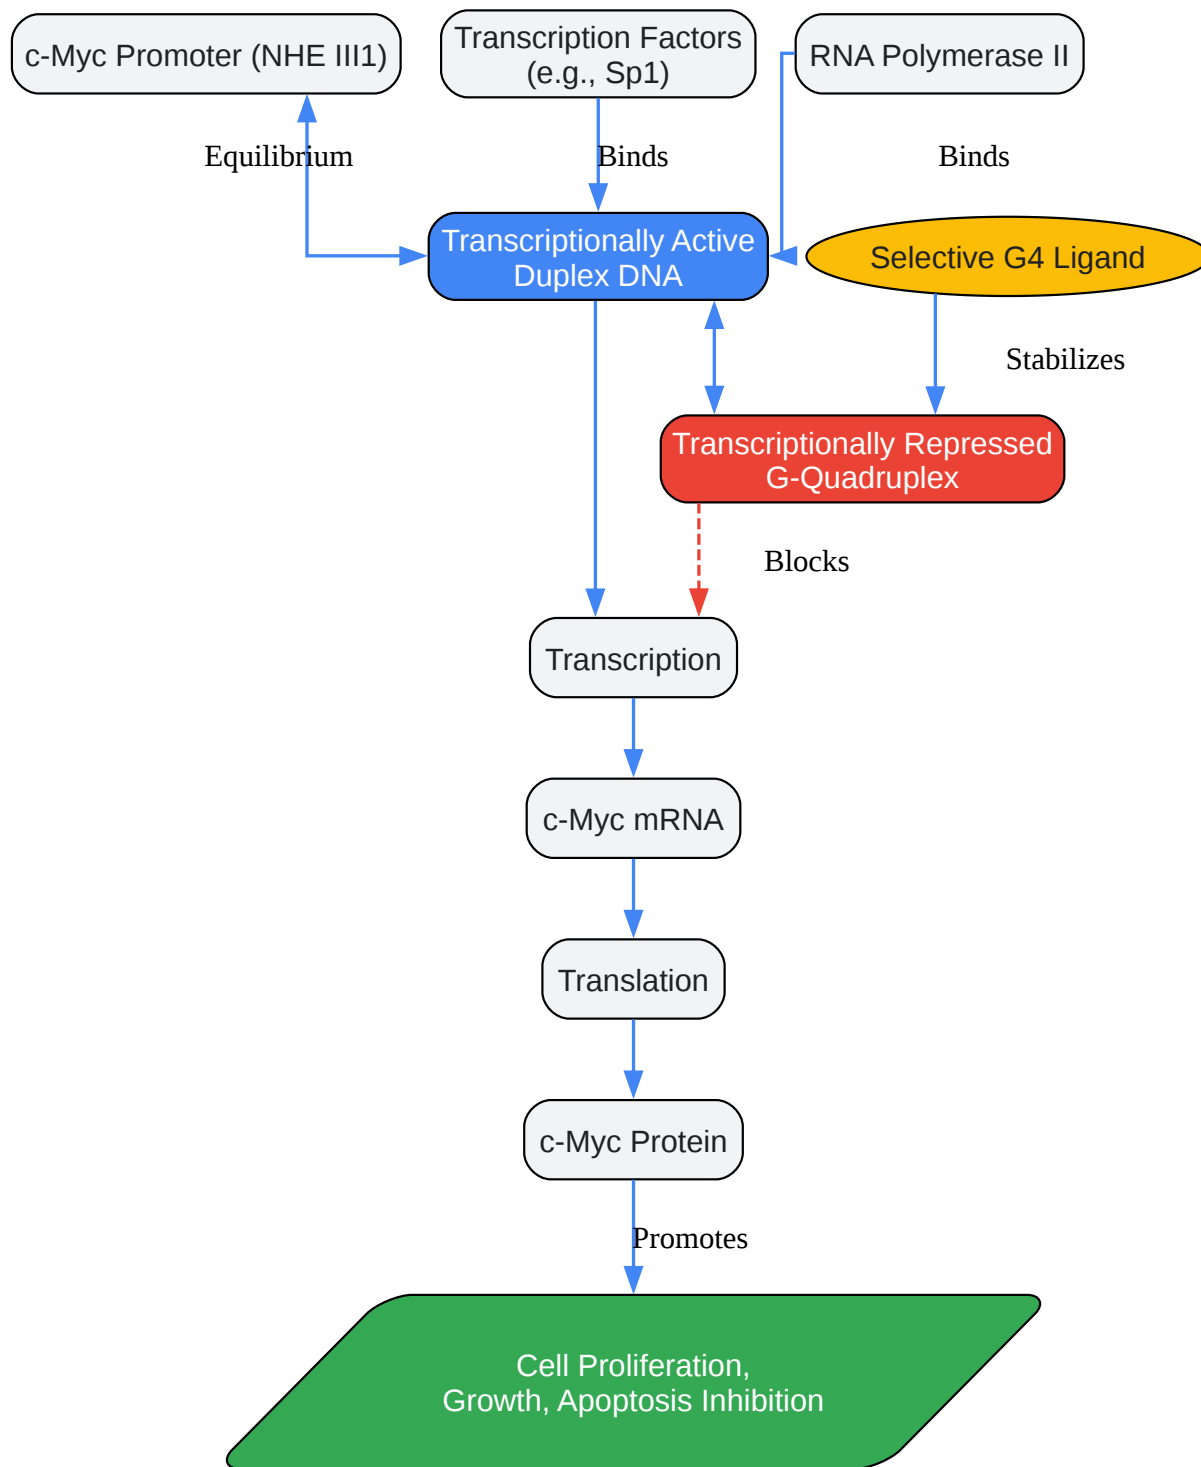 c-Myc Promoter (NHE III1)
Transcription Factors
(e.g., Sp1)
RNA Polymerase II
Equilibrium
Binds
Binds
Transcriptionally Active
Duplex DNA
Selective G4 Ligand
Stabilizes
Transcriptionally Repressed
G-Quadruplex
Blocks
Transcription
c-Myc mRNA
Translation
c-Myc Protein
Promotes
Cell Proliferation,
Growth, Apoptosis Inhibition